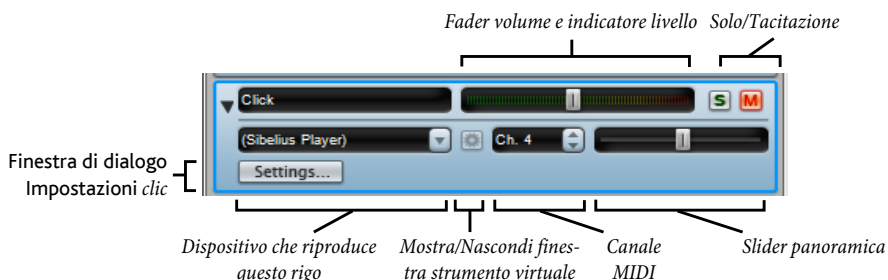 Fader volume e indicatore livello Solo/Tacitazione
Click
S M
(Sibelius Player) Ch. 4
Settings...
Finestra di dialogo
Impostazioni clic
Dispositivo che riproduce
questo rigo
Mostra/Nascondi fines-
tra strumento virtuale
Canale
MIDI
Slider panoramica